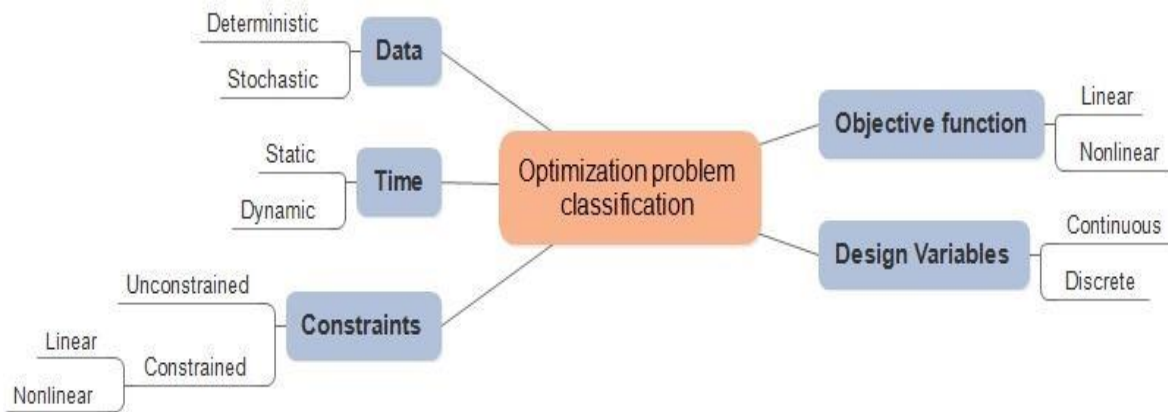 Deterministic
Data
Stochastic
Static
Time
Dynamic
Unconstrained
Constraints
Linear
Constrained
Nonlinear
Optimization problem
classification
Objective function
Linear
Nonlinear
Design Variables
Continuous
Discrete